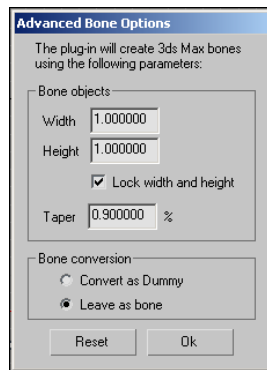 Advanced Bone Options
The plug-in will create 3ds Max bones
using the following parameters:
Bone objects
Width 1.000000
Height 1.000000
Lock width and height
Taper 0.900000 %
Bone conversion
Convert as Dummy
Leave as bone
Reset Ok